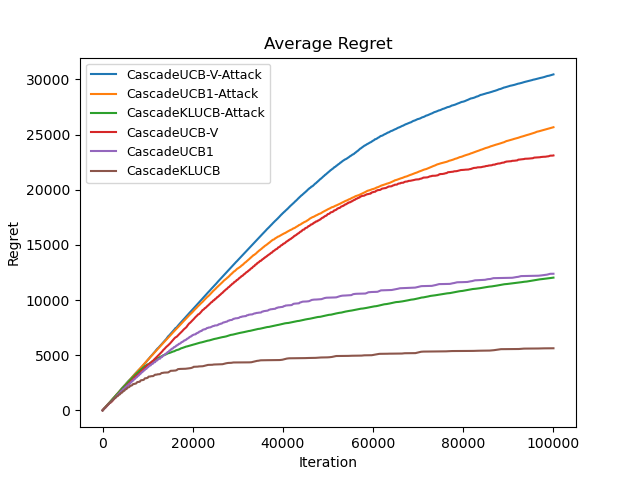 Average Regret
CascadeUCB-V-Attack
CascadeUCB1-Attack
CascadeKLUCB-Attack
CascadeUCB-V
CascadeUCB1
CascadeKLUCB
30000
25000
20000
15000
10000
5000
0
Regret
0 20000 40000 60000 80000 100000
Iteration